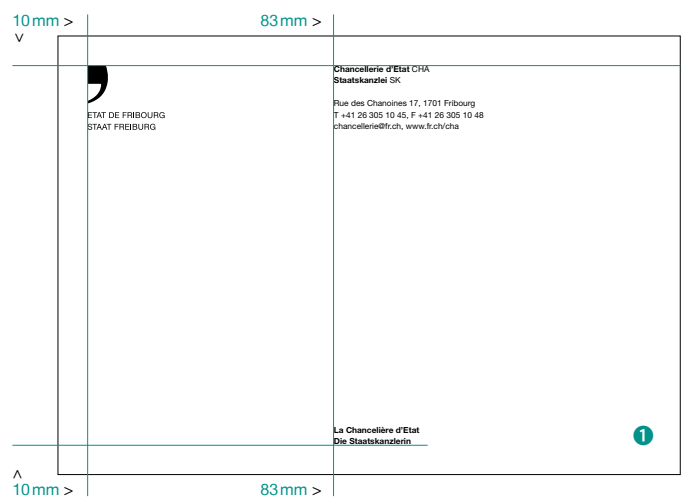 10 mm > 83 mm >
>
Chancellerie d'Etat CHA
Staatskanzlei SK
Rue des Chanoines 17, 1701 Fribourg
T +41 26 305 10 45, F +41 26 305 10 48
chancellerie@fr.ch, www.fr.ch/cha
ETAT DE FRIBOURG
STAAT FREIBURG
La Chancelière d'Etat
Die Staatskanzlerin
1
>
10 mm > 83 mm >